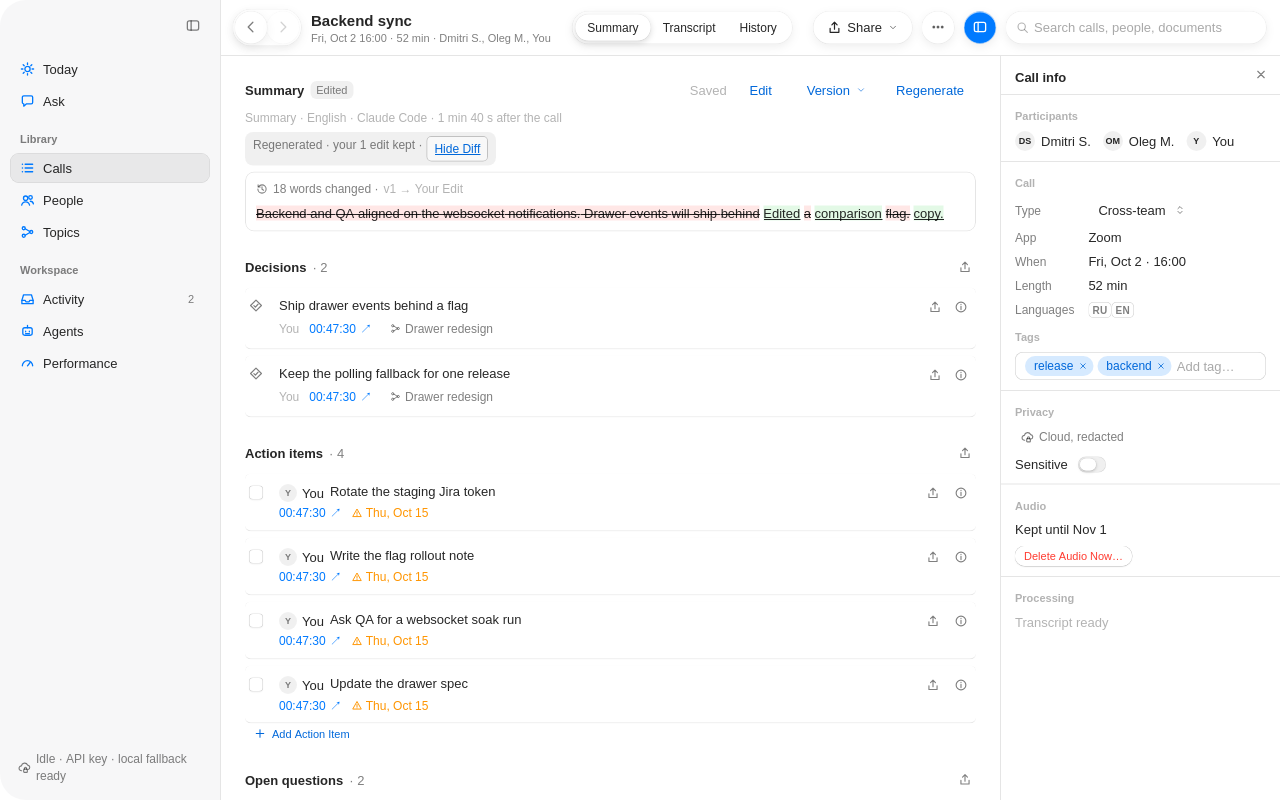 Today
Ask
Library
Calls
People
Topics
Workspace
Activity 2
Agents
Performance
Idle · API key · local fallback
ready
Backend sync
Fri, Oct 2 16:00 · 52 min · Dmitri S., Oleg M., You
Summary Transcript History
Share
Search calls, people, documents
Summary Edited Saved Edit Version Regenerate
Summary · English · Claude Code · 1 min 40 s after the call
Regenerated · your 1 edit kept · Hide Diff
18 words changed · v1 → Your Edit
Backend and QA aligned on the websocket notifications. Drawer events will ship behind Edited a comparison flag. copy.
Decisions · 2
Ship drawer events behind a flag
You 00:47:30 Drawer redesign
Keep the polling fallback for one release
You 00:47:30 Drawer redesign
Action items · 4
Y You Rotate the staging Jira token
00:47:30 Thu, Oct 15
Y You Write the flag rollout note
00:47:30 Thu, Oct 15
Y You Ask QA for a websocket soak run
00:47:30 Thu, Oct 15
Y You Update the drawer spec
00:47:30 Thu, Oct 15
Add Action Item
Open questions · 2
Call info
Participants
DS Dmitri S. OM Oleg M. Y You
Call
Type Cross-team
App Zoom
When Fri, Oct 2 · 16:00
Length 52 min
Languages RU EN
Tags
release backend Add tag…
Privacy
Cloud, redacted
Sensitive
Audio
Kept until Nov 1
Delete Audio Now…
Processing
Transcript ready